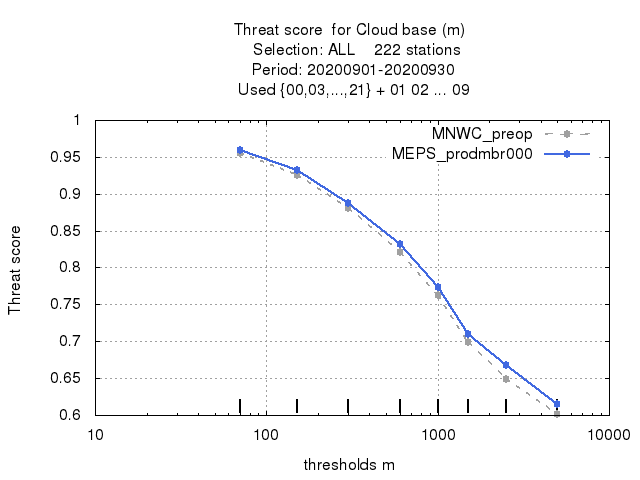 Threat score  for Cloud base (m)
Selection: ALL    222 stations
Period: 20200901-20200930
Used {00,03,...,21} + 01 02 ... 09
MNWC_preop
MEPS_prodmbr000
1
0.95
0.9
0.85
0.8
0.75
0.7
0.65
0.6
Threat score
10
100
1000
10000
thresholds m